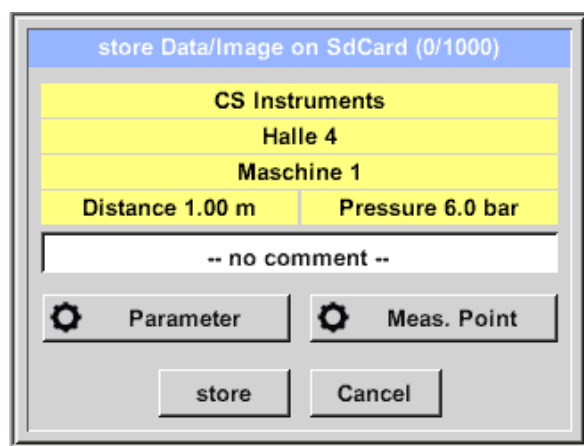 store Data/Image on SdCard (0/1000)
CS Instruments
Halle 4
Maschine 1
Distance 1.00 m Pressure 6.0 bar
-- no comment --
Parameter Meas. Point
store Cancel